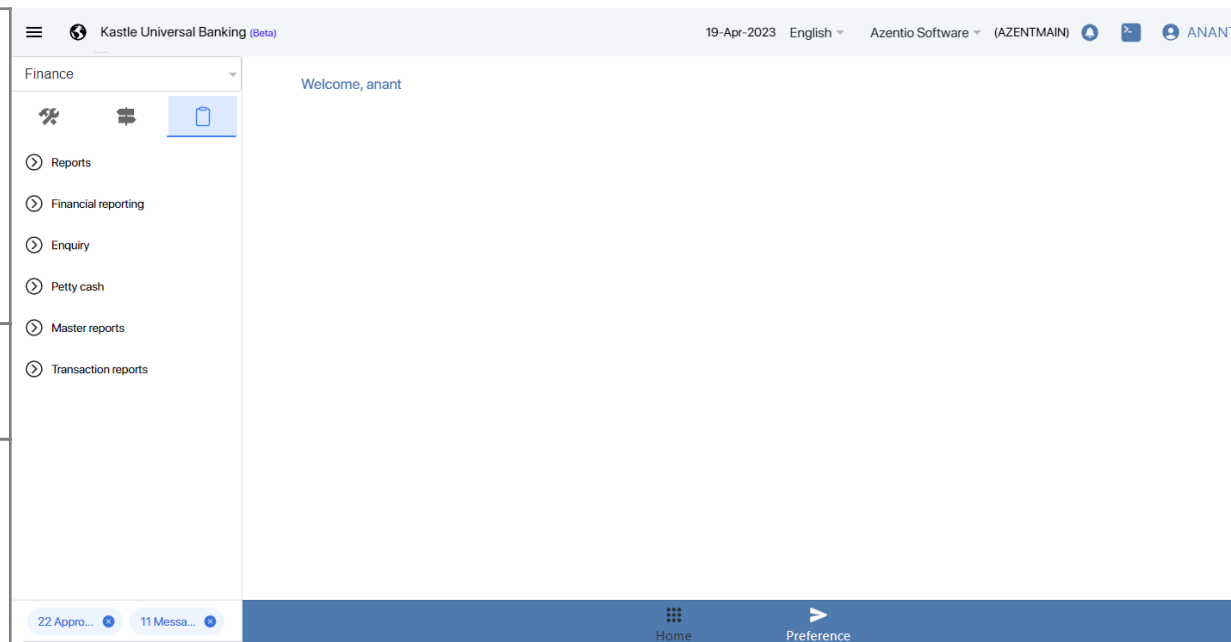 Kastle Universal Banking (Beta) 19-Apr-2023 English Azentio Software (AZENTMAIN) ANANT
Finance
Welcome, anant
Reports
Financial reporting
Enquiry
Petty cash
Master reports
Transaction reports
22 Appro... 11 Messa...
Home Preference